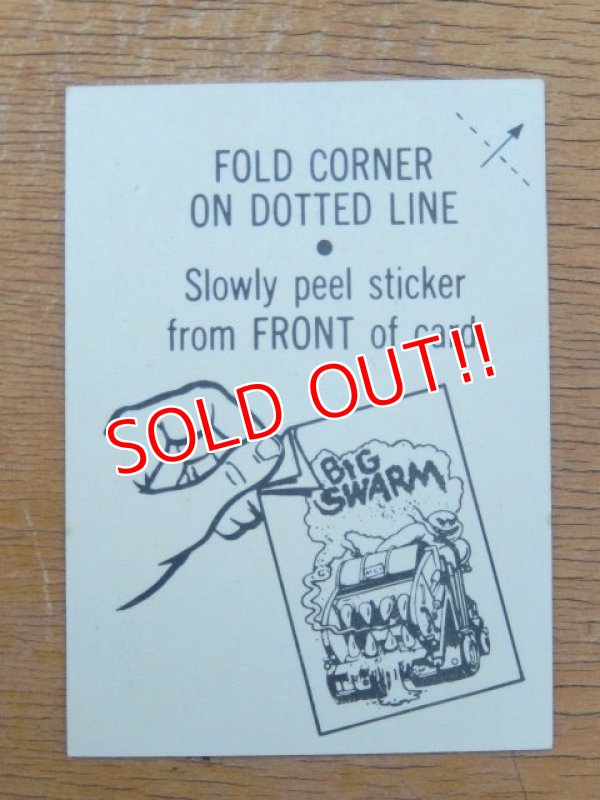 FOLD CORNER
ON DOTTED LINE
•
Slowly peel sticker
from FRONT of card
SOLD OUT!!
BIG
SWARM